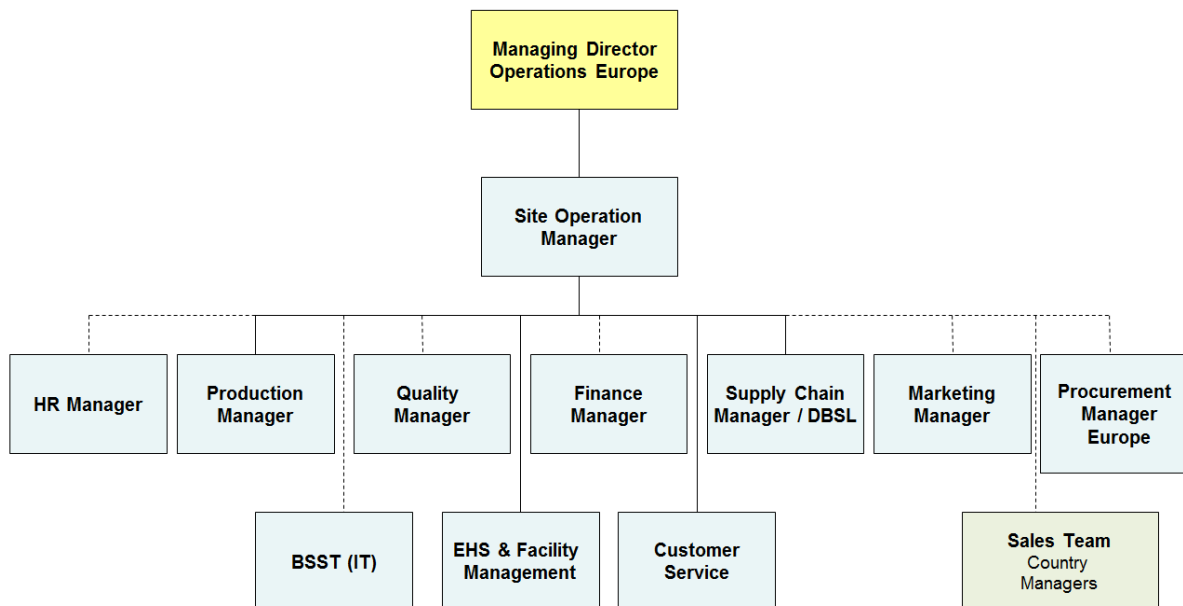 Managing Director
Operations Europe
Site Operation
Manager
HR Manager
Production
Manager
Quality
Manager
Finance
Manager
Supply Chain
Manager / DBSL
Marketing
Manager
Procurement
Manager
Europe
BSST (IT)
EHS & Facility
Management
Customer
Service
Sales Team
Country
Managers